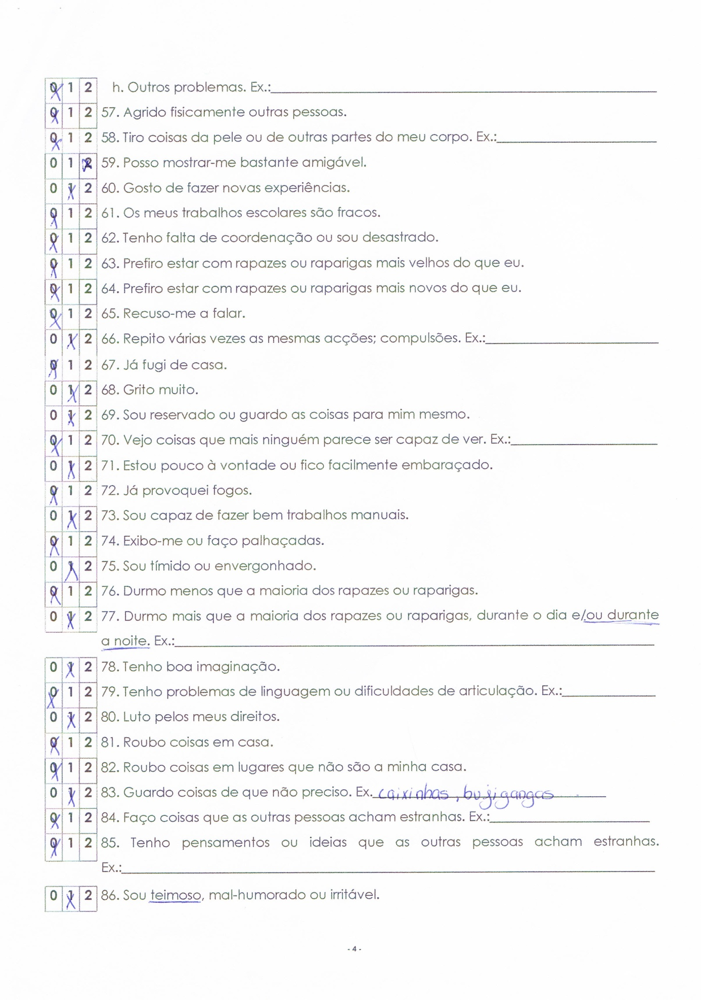 0 1 2 h. Outros problemas. Ex.:
0 1 2 57. Agrido fisicamente outras pessoas.
0 1 2 58. Tiro coisas da pele ou de outras partes do meu corpo. Ex.:
0 1 2 59. Posso mostrar-me bastante amigável.
0 1 2 60. Gosto de fazer novas experiências.
0 1 2 61. Os meus trabalhos escolares são fracos.
0 1 2 62. Tenho falta de coordenação ou sou desastrado.
0 1 2 63. Prefiro estar com rapazes ou raparigas mais velhos do que eu.
0 1 2 64. Prefiro estar com rapazes ou raparigas mais novos do que eu.
0 1 2 65. Recuso-me a falar.
0 1 2 66. Repito várias vezes as mesmas acções; compulsões. Ex.:
0 1 2 67. Já fugi de casa.
0 1 2 68. Grito muito.
0 1 2 69. Sou reservado ou guardo as coisas para mim mesmo.
0 1 2 70. Vejo coisas que mais ninguém parece ser capaz de ver. Ex.:
0 1 2 71. Estou pouco à vontade ou fico facilmente embaraçado.
0 1 2 72. Já provoquei fogos.
0 1 2 73. Sou capaz de fazer bem trabalhos manuais.
0 1 2 74. Exibo-me ou faço palhaçadas.
0 1 2 75. Sou tímido ou envergonhado.
0 1 2 76. Durmo menos que a maioria dos rapazes ou raparigas.
0 1 2 77. Durmo mais que a maioria dos rapazes ou raparigas, durante o dia e/ou durante
a noite. Ex.:
0 1 2 78. Tenho boa imaginação.
0 1 2 79. Tenho problemas de linguagem ou dificuldades de articulação. Ex.:
0 1 2 80. Luto pelos meus direitos.
0 1 2 81. Roubo coisas em casa.
0 1 2 82. Roubo coisas em lugares que não são a minha casa.
0 1 2 83. Guardo coisas de que não preciso. Ex. caixinhas, bujigangas
0 1 2 84. Faço coisas que as outras pessoas acham estranhas. Ex.:
0 1 2 85. Tenho pensamentos ou ideias que as outras pessoas acham estranhas.
Ex.:
0 1 2 86. Sou teimoso, mal-humorado ou irritável.
- 4 -